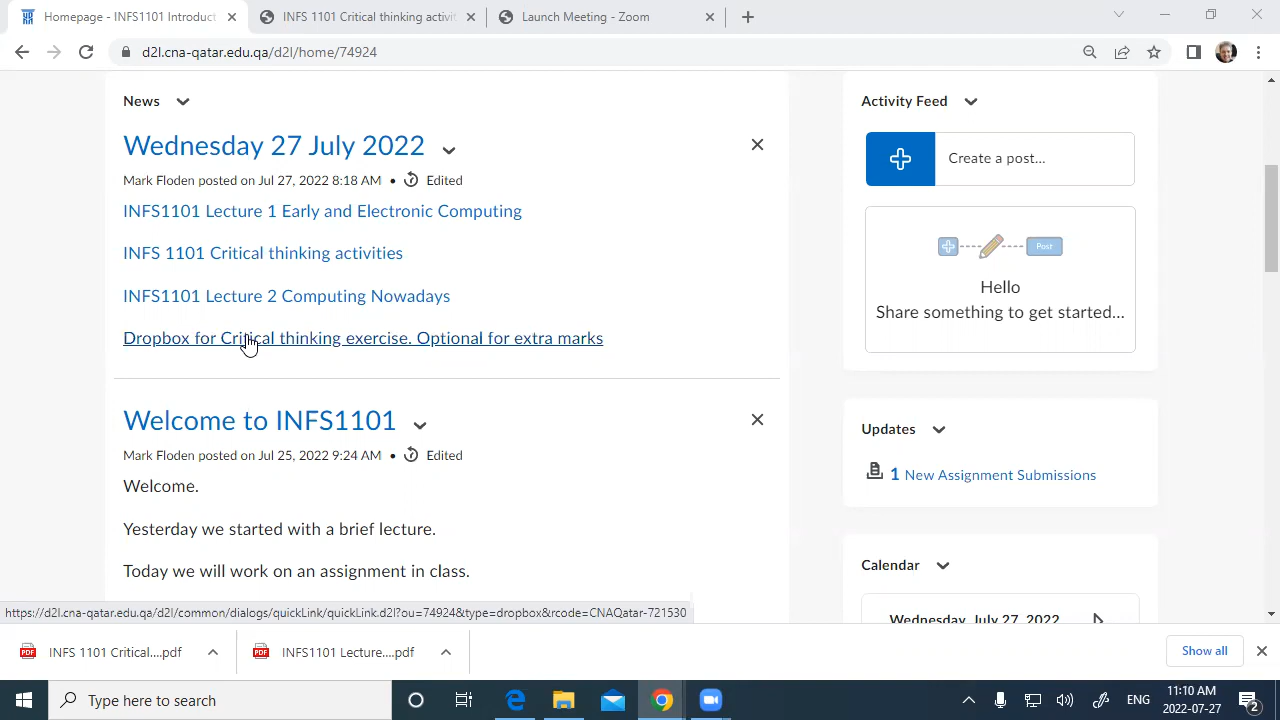 Homepage - INFS1101 Introduct
INFS 1101 Critical thinking activit
Launch Meeting - Zoom
d2l.cna-qatar.edu.qa/d2l/home/74924
News
Wednesday 27 July 2022
Mark Floden posted on Jul 27, 2022 8:18 AM • Edited
INFS1101 Lecture 1 Early and Electronic Computing
INFS 1101 Critical thinking activities
INFS1101 Lecture 2 Computing Nowadays
Dropbox for Critical thinking exercise. Optional for extra marks
Welcome to INFS1101
Mark Floden posted on Jul 25, 2022 9:24 AM • Edited
Welcome.
Yesterday we started with a brief lecture.
Today we will work on an assignment in class.
Activity Feed
Create a post...
Post
Hello
Share something to get started...
Updates
1 New Assignment Submissions
Calendar
Wednesday, July 27, 2022
https://d2l.cna-qatar.edu.qa/d2l/common/dialogs/quickLink/quickLink.d2l?ou=74924&type=dropbox&rcode=CNAQatar-721530
PDF
INFS 1101 Critical....pdf
PDF
INFS1101 Lecture....pdf
Show all
Type here to search
ENG
11:10 AM
2022-07-27
2